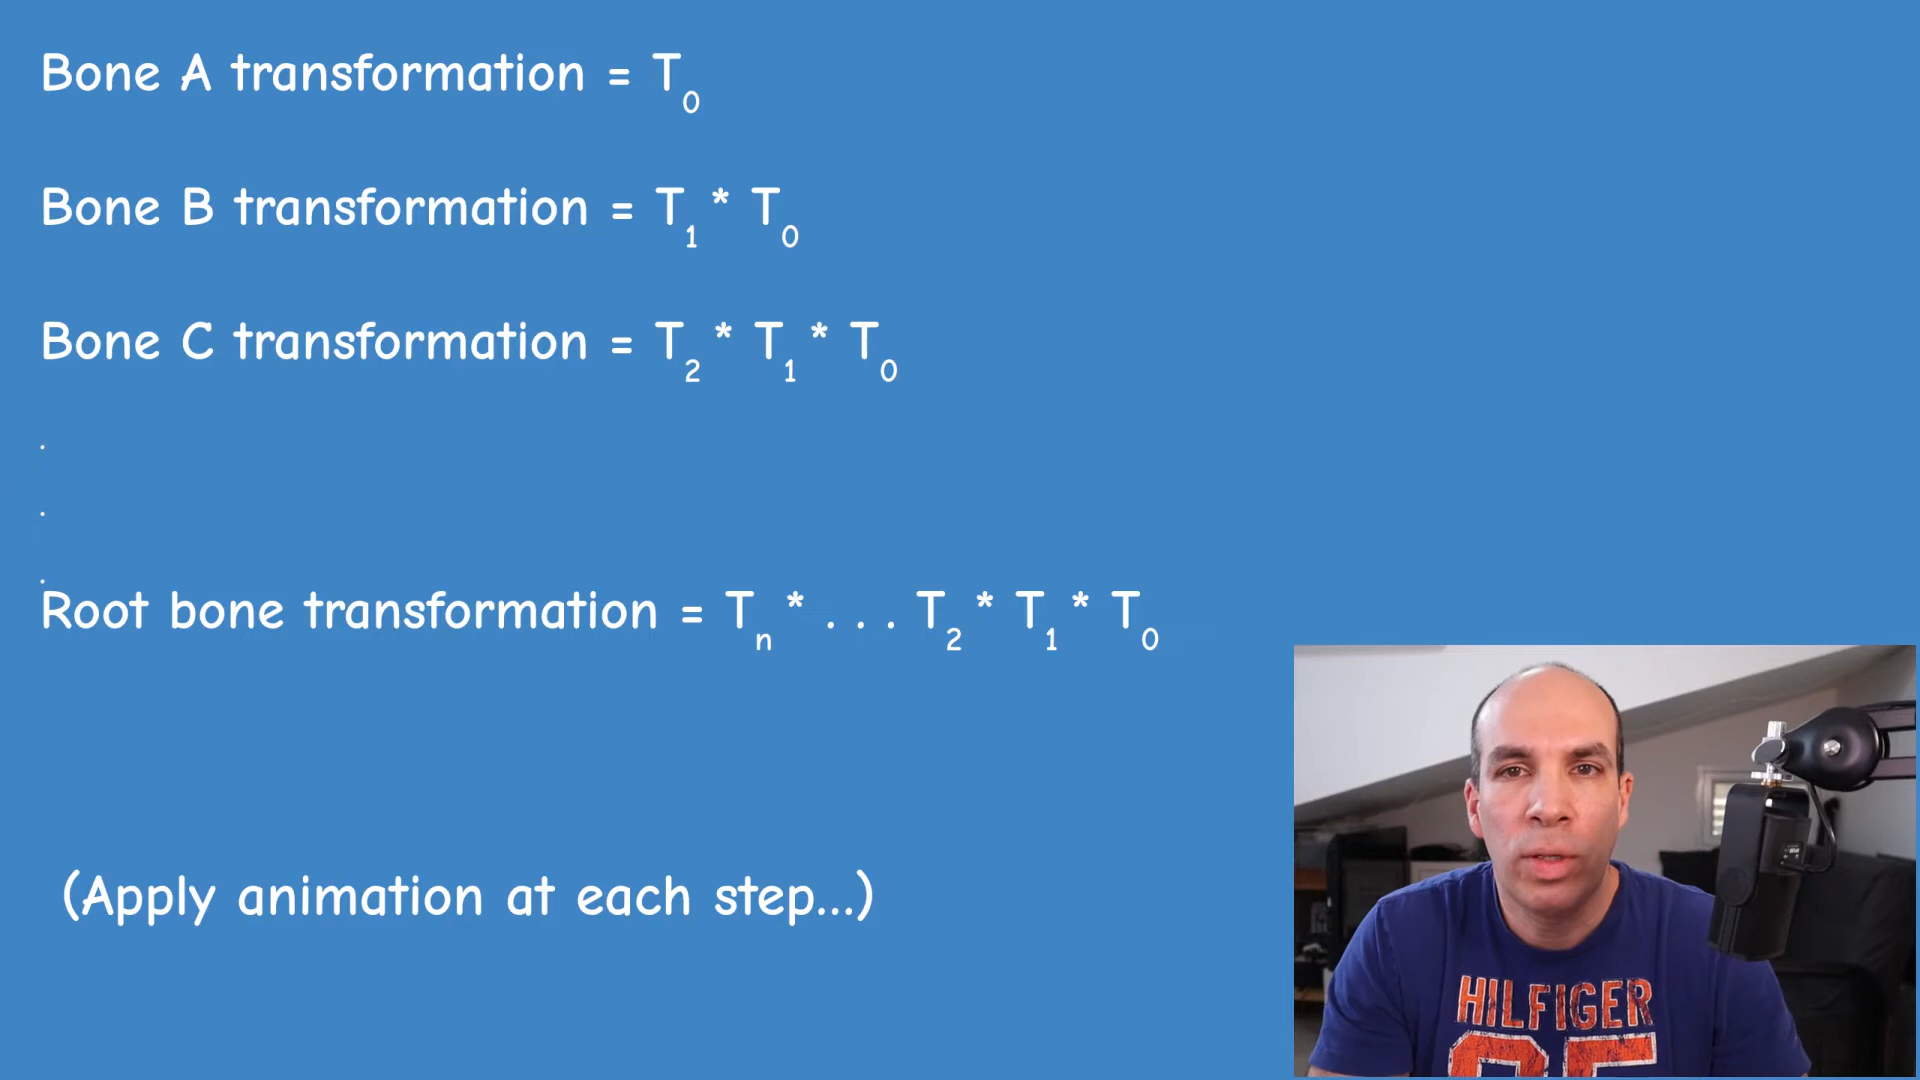 Bone A transformation = T0
Bone B transformation = T1 * T0
Bone C transformation = T2 * T1 * T0
.
.
.
Root bone transformation = Tn * . . . T2 * T1 * T0
(Apply animation at each step...)
HILFIGER
85